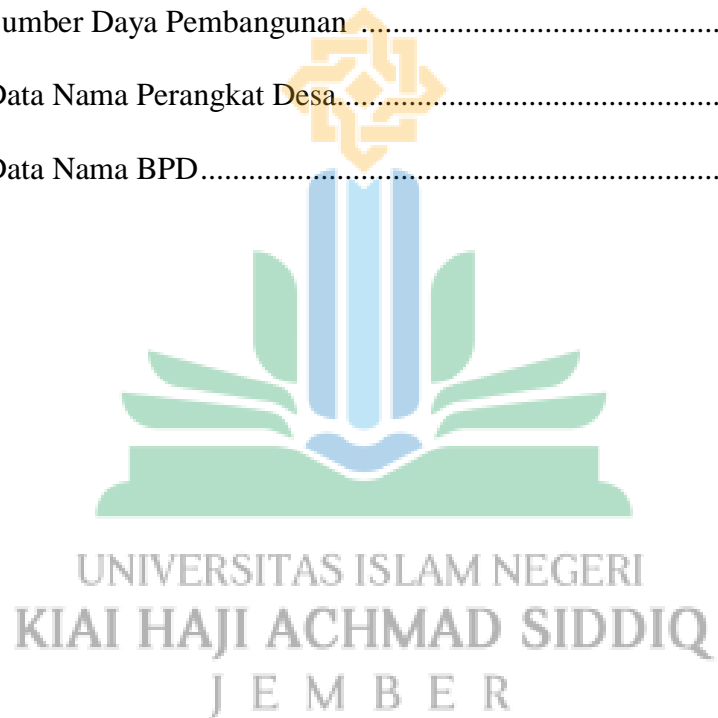 umber Daya Pembangunan ..............................................
Data Nama Perangkat Desa.................................................
Data Nama BPD..................................................................
UNIVERSITAS ISLAM NEGERI
KIAI HAJI ACHMAD SIDDIQ
J E M B E R